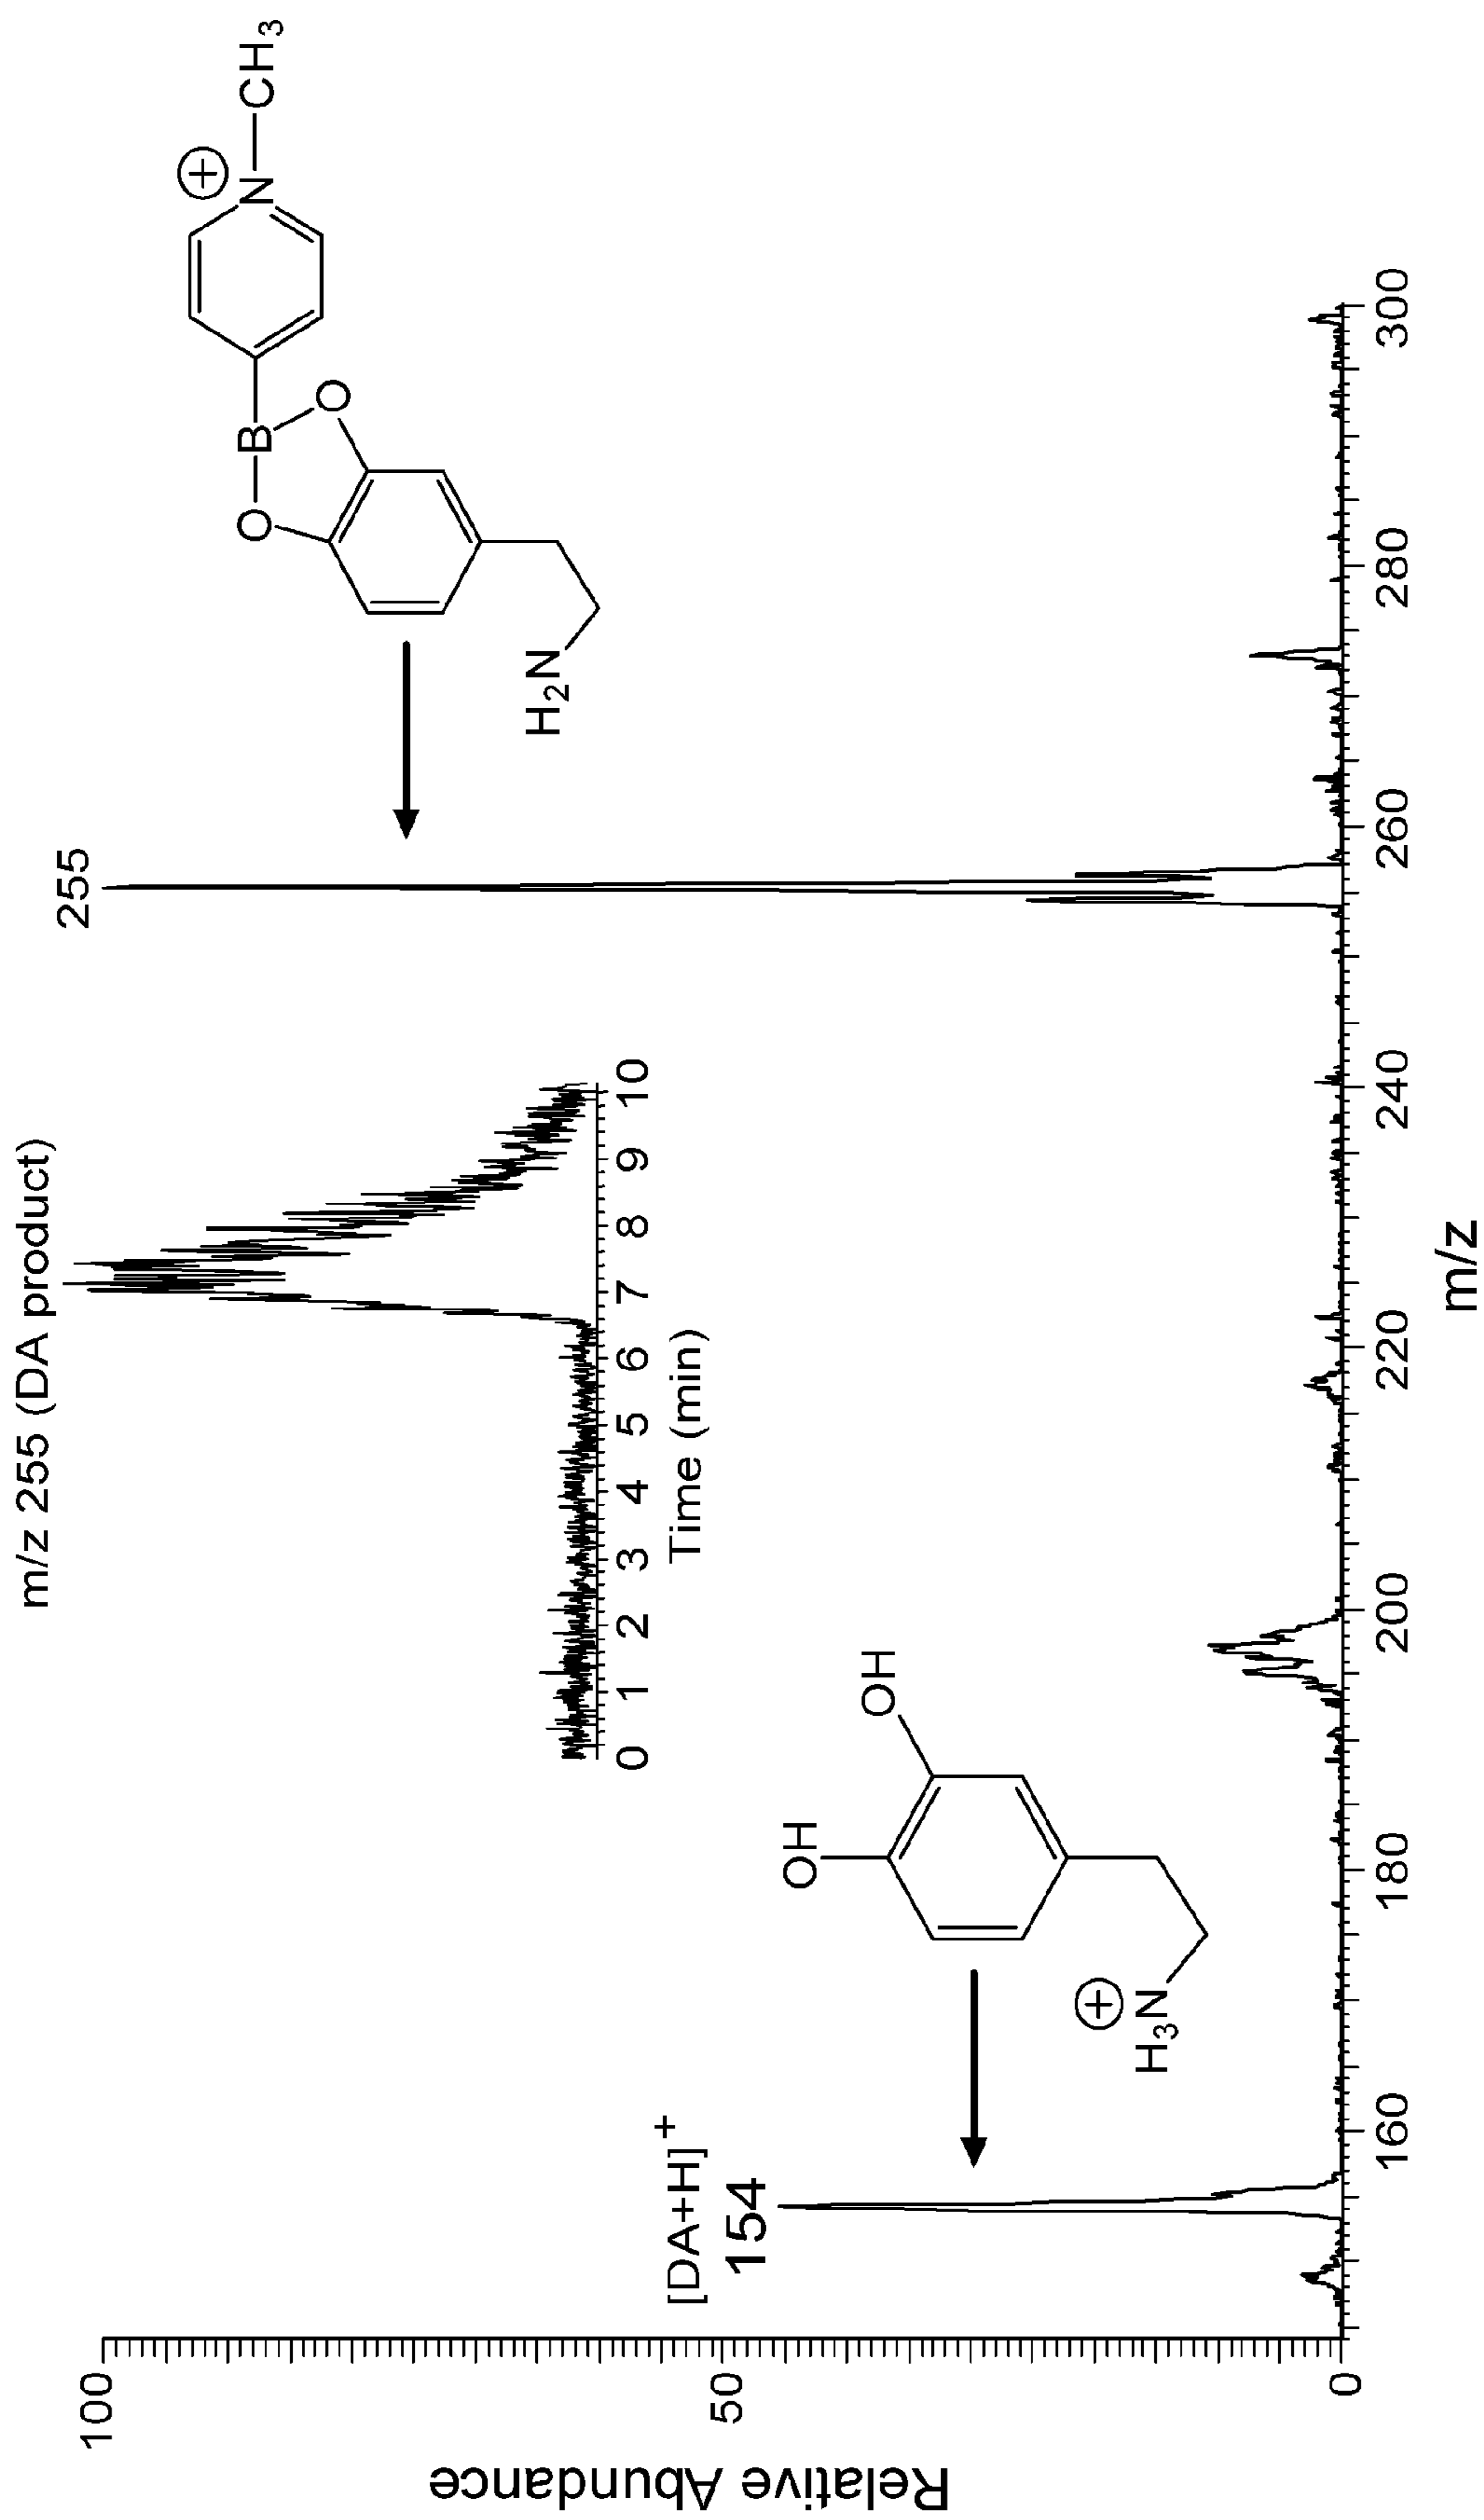 m/z 255 (DA product)
255
0 1 2 3 4 5 6 7 8 9 10
Time (min)
O
B
O
N
⊕
CH3
H2N
[DA+H]+
154
OH
OH
⊕
H3N
Relative Abundance
100
50
0
160 180 200 220 240 260 280 300
m/z